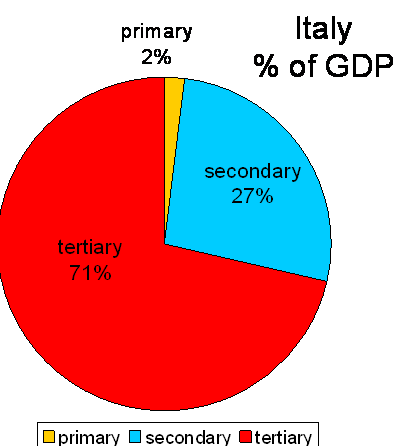 Italy
% of GDP
primary
2%
secondary
27%
tertiary
71%
primary secondary tertiary